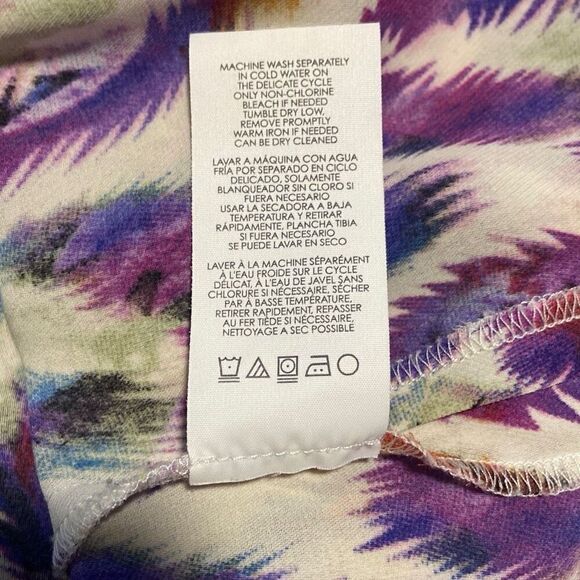 MACHINE WASH SEPARATELY
IN COLD WATER ON
THE DELICATE CYCLE
ONLY NON-CHLORINE
BLEACH IF NEEDED
TUMBLE DRY LOW,
REMOVE PROMPTLY
WARM IRON IF NEEDED
CAN BE DRY CLEANED
LAVAR A MÁQUINA CON AGUA
FRÍA POR SEPARADO EN CICLO
DELICADO, SOLAMENTE
BLANQUEADOR SIN CLORO SI
FUERA NECESARIO
USAR LA SECADORA A BAJA
TEMPERATURA Y RETIRAR
RÁPIDAMENTE, PLANCHA TIBIA
SI FUERA NECESARIO
SE PUEDE LAVAR EN SECO
LAVER À LA MACHINE SÉPARÉMENT
À L'EAU FROIDE SUR LE CYCLE
DÉLICAT, À L'EAU DE JAVEL SANS
CHLORURE SI NÉCESSAIRE, SÉCHER
PAR À BASSE TEMPÉRATURE,
RETIRER RAPIDEMENT, REPASSER
AU FER TIÈDE SI NÉCESSAIRE,
NETTOYAGE A SEC POSSIBLE